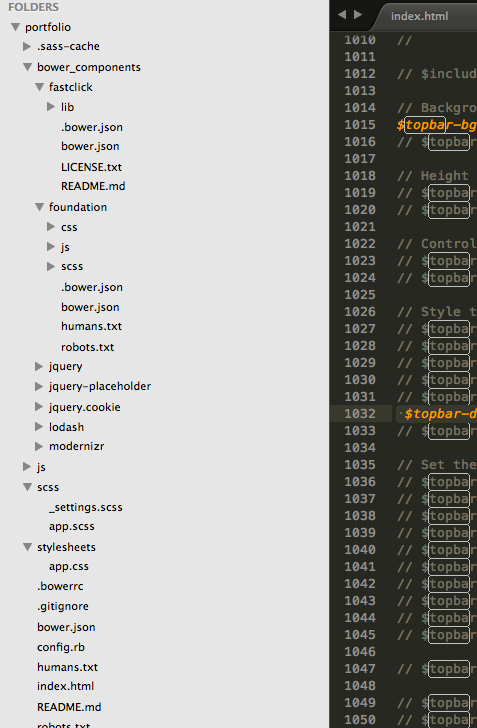 FOLDERS
portfolio
.sass-cache
bower_components
fastclick
lib
.bower.json
bower.json
LICENSE.txt
README.md
foundation
css
js
scss
.bower.json
bower.json
humans.txt
robots.txt
jquery
jquery-placeholder
jquery.cookie
lodash
modernizr
js
scss
_settings.scss
app.scss
stylesheets
app.css
.bowerrc
.gitignore
bower.json
config.rb
humans.txt
index.html
README.md
robots.txt
index.html
1010 //
1011
1012 // $includ
1013
1014 // Backgro
1015 $topbar-bg
1016 // $topbar
1017
1018 // Height
1019 // $topbar
1020 // $topbar
1021
1022 // Control
1023 // $topbar
1024 // $topbar
1025
1026 // Style t
1027 // $topbar
1028 // $topbar
1029 // $topbar
1030 // $topbar
1031 // $topbar
1032 $topbar-d
1033 // $topbar
1034
1035 // Set the
1036 // $topbar
1037 // $topbar
1038 // $topbar
1039 // $topbar
1040 // $topbar
1041 // $topbar
1042 // $topbar
1043 // $topbar
1044 // $topbar
1045 // $topbar
1046
1047 // $topbar
1048
1049 // $topbar
1050 // $topbar